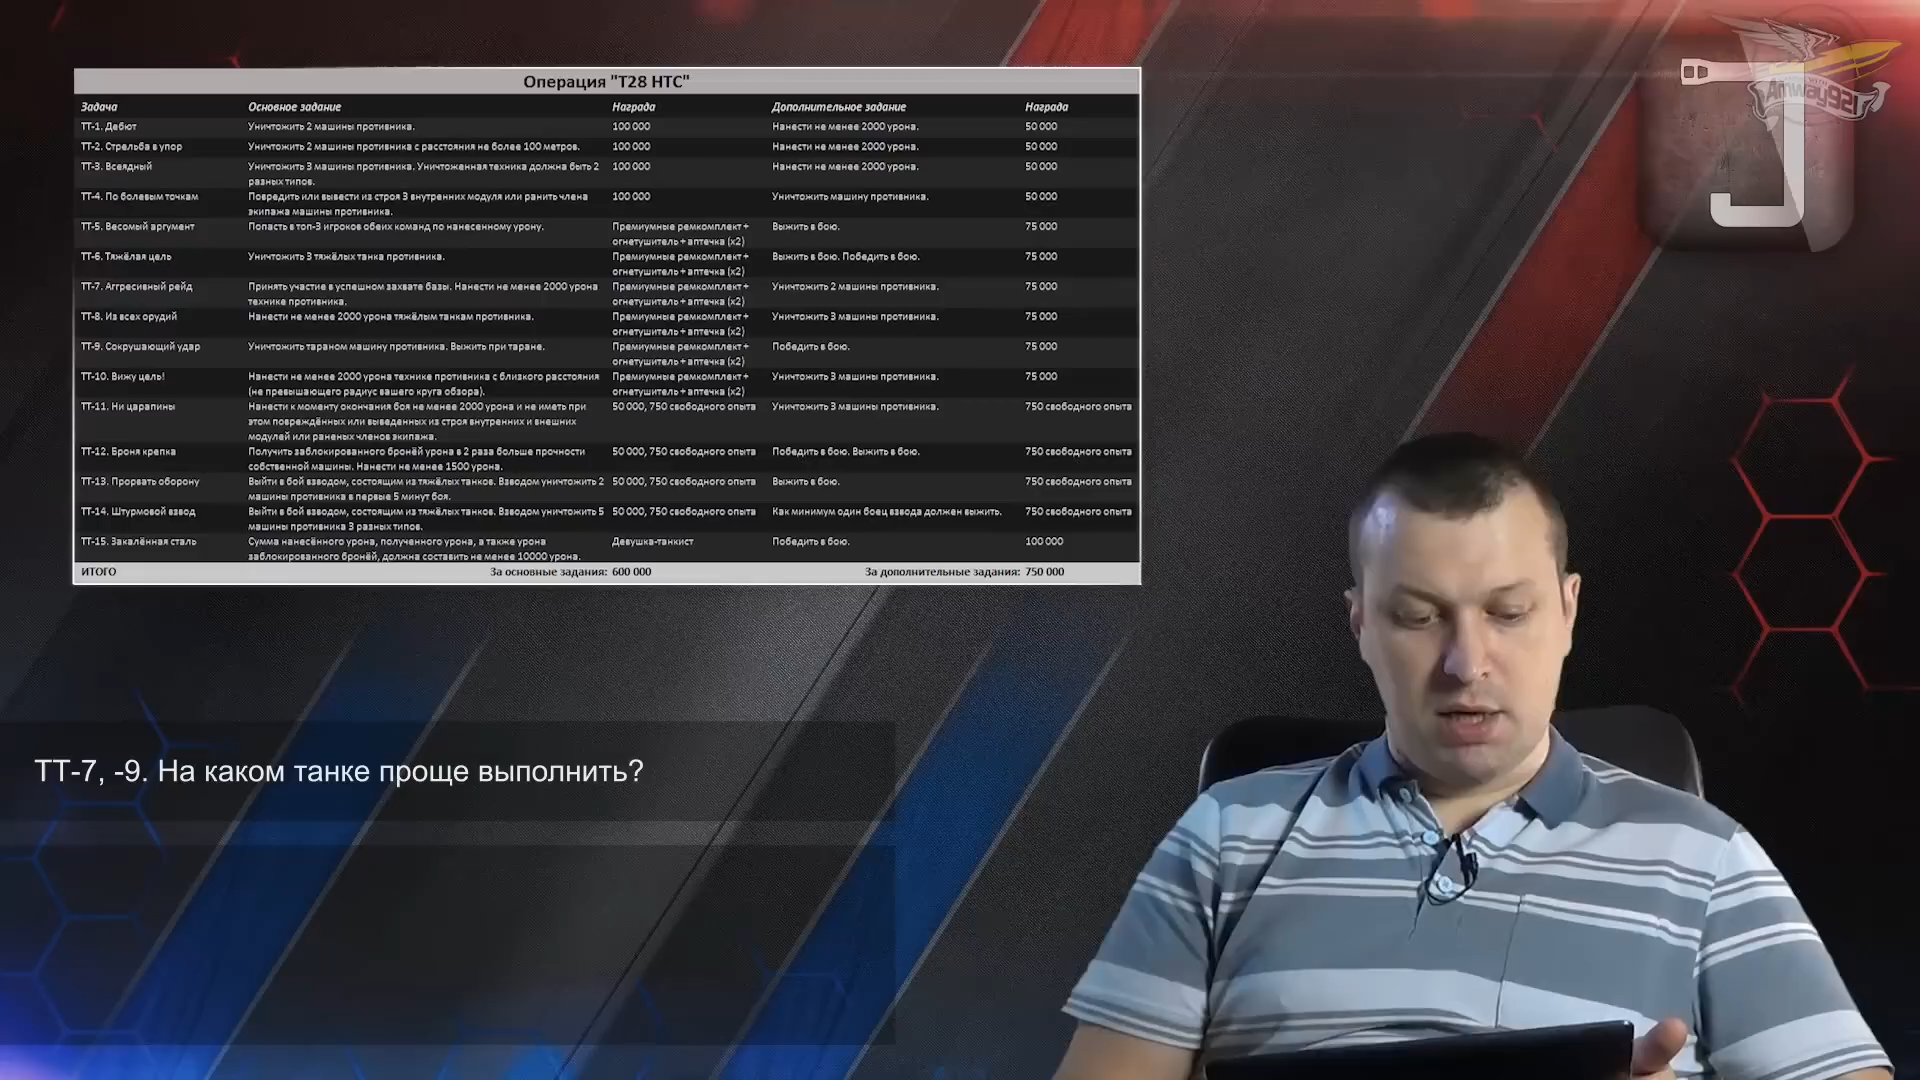 Операция "T28 HTC"
Задача Основное задание Награда Дополнительное задание Награда
ТТ-1. Дебют Уничтожить 2 машины противника. 100 000 Нанести не менее 2000 урона. 50 000
ТТ-2. Стрельба в упор Уничтожить 2 машины противника с расстояния не более 100 метров. 100 000 Нанести не менее 2000 урона. 50 000
ТТ-3. Всеядный Уничтожить 3 машины противника. Уничтоженная техника должна быть 2 100 000 Нанести не менее 2000 урона. 50 000
разных типов.
ТТ-4. По болевым точкам Повредить или вывести из строя 3 внутренних модуля или ранить члена 100 000 Уничтожить машину противника. 50 000
экипажа машины противника.
ТТ-5. Весомый аргумент Попасть в топ-3 игроков обеих команд по нанесенному урону. Премиумные ремкомплект + Выжить в бою. 75 000
огнетушитель + аптечка (x2)
ТТ-6. Тяжёлая цель Уничтожить 3 тяжёлых танка противника. Премиумные ремкомплект + Выжить в бою. Победить в бою. 75 000
огнетушитель + аптечка (x2)
ТТ-7. Аггресивный рейд Принять участие в успешном захвате базы. Нанести не менее 2000 урона Премиумные ремкомплект + Уничтожить 2 машины противника. 75 000
технике противника. огнетушитель + аптечка (x2)
ТТ-8. Из всех орудий Нанести не менее 2000 урона тяжёлым танкам противника. Премиумные ремкомплект + Уничтожить 3 машины противника. 75 000
огнетушитель + аптечка (x2)
ТТ-9. Сокрушающий удар Уничтожить тараном машину противника. Выжить при таране. Премиумные ремкомплект + Победить в бою. 75 000
огнетушитель + аптечка (x2)
ТТ-10. Вижу цель! Нанести не менее 2000 урона технике противника с близкого расстояния Премиумные ремкомплект + Уничтожить 3 машины противника. 75 000
(не превышающего радиус вашего круга обзора). огнетушитель + аптечка (x2)
ТТ-11. Ни царапины Нанести к моменту окончания боя не менее 2000 урона и не иметь при 50 000, 750 свободного опыта Уничтожить 3 машины противника. 750 свободного опыта
этом повреждённых или выведенных из строя внутренних и внешних
модулей или раненых членов экипажа.
ТТ-12. Броня крепка Получить заблокированного бронёй урона в 2 раза больше прочности 50 000, 750 свободного опыта Победить в бою. Выжить в бою. 750 свободного опыта
собственной машины. Нанести не менее 1500 урона.
ТТ-13. Прорвать оборону Выйти в бой взводом, состоящим из тяжёлых танков. Взводом уничтожить 2 50 000, 750 свободного опыта Выжить в бою. 750 свободного опыта
машины противника в первые 5 минут боя.
ТТ-14. Штурмовой взвод Выйти в бой взводом, состоящим из тяжёлых танков. Взводом уничтожить 5 50 000, 750 свободного опыта Как минимум один боец взвода должен выжить. 750 свободного опыта
машины противника 3 разных типов.
ТТ-15. Закалённая сталь Сумма нанесённого урона, полученного урона, а также урона Девушка-танкист Победить в бою. 100 000
заблокированного бронёй, должна составить не менее 10000 урона.
ИТОГО За основные задания: 600 000 За дополнительные задания: 750 000
ТТ-7, -9. На каком танке проще выполнить?
Amway921